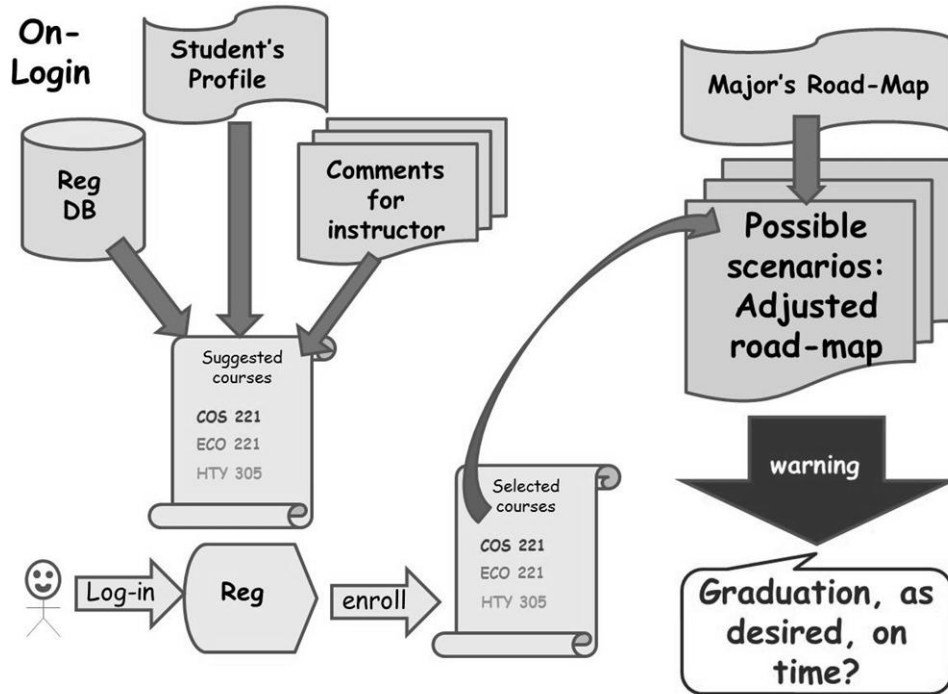 On-
Login
Student's
Profile
Reg
DB
Comments
for
instructor
Suggested
courses
COS 221
ECO 221
HTY 305
Log-in
Reg
enroll
Selected
courses
COS 221
ECO 221
HTY 305
Major's Road-Map
Possible
scenarios:
Adjusted
road-map
warning
Graduation, as
desired, on
time?